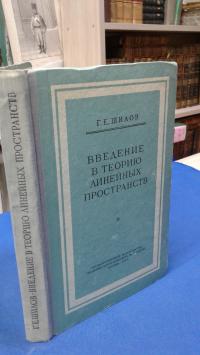 Г. Е. ШИЛОВ
ВВЕДЕНИЕ
В ТЕОРИЮ
ЛИНЕЙНЫХ
ПРОСТРАНСТВ
Г.Е.ШИЛОВ·ВВЕДЕНИЕ В ТЕОРИЮ ЛИНЕЙНЫХ ПРОСТРАНСТВ